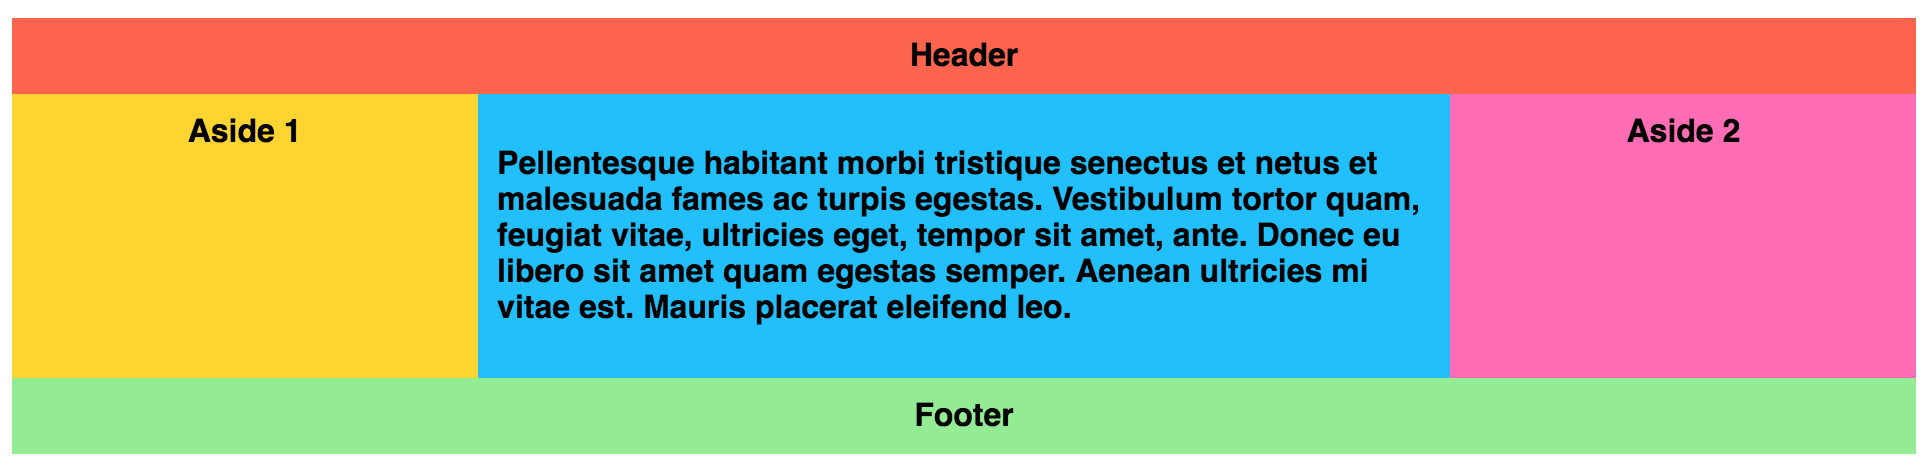 Header
Aside 1
Pellentesque habitant morbi tristique senectus et netus et
malesuada fames ac turpis egestas. Vestibulum tortor quam,
feugiat vitae, ultricies eget, tempor sit amet, ante. Donec eu
libero sit amet quam egestas semper. Aenean ultricies mi
vitae est. Mauris placerat eleifend leo.
Aside 2
Footer